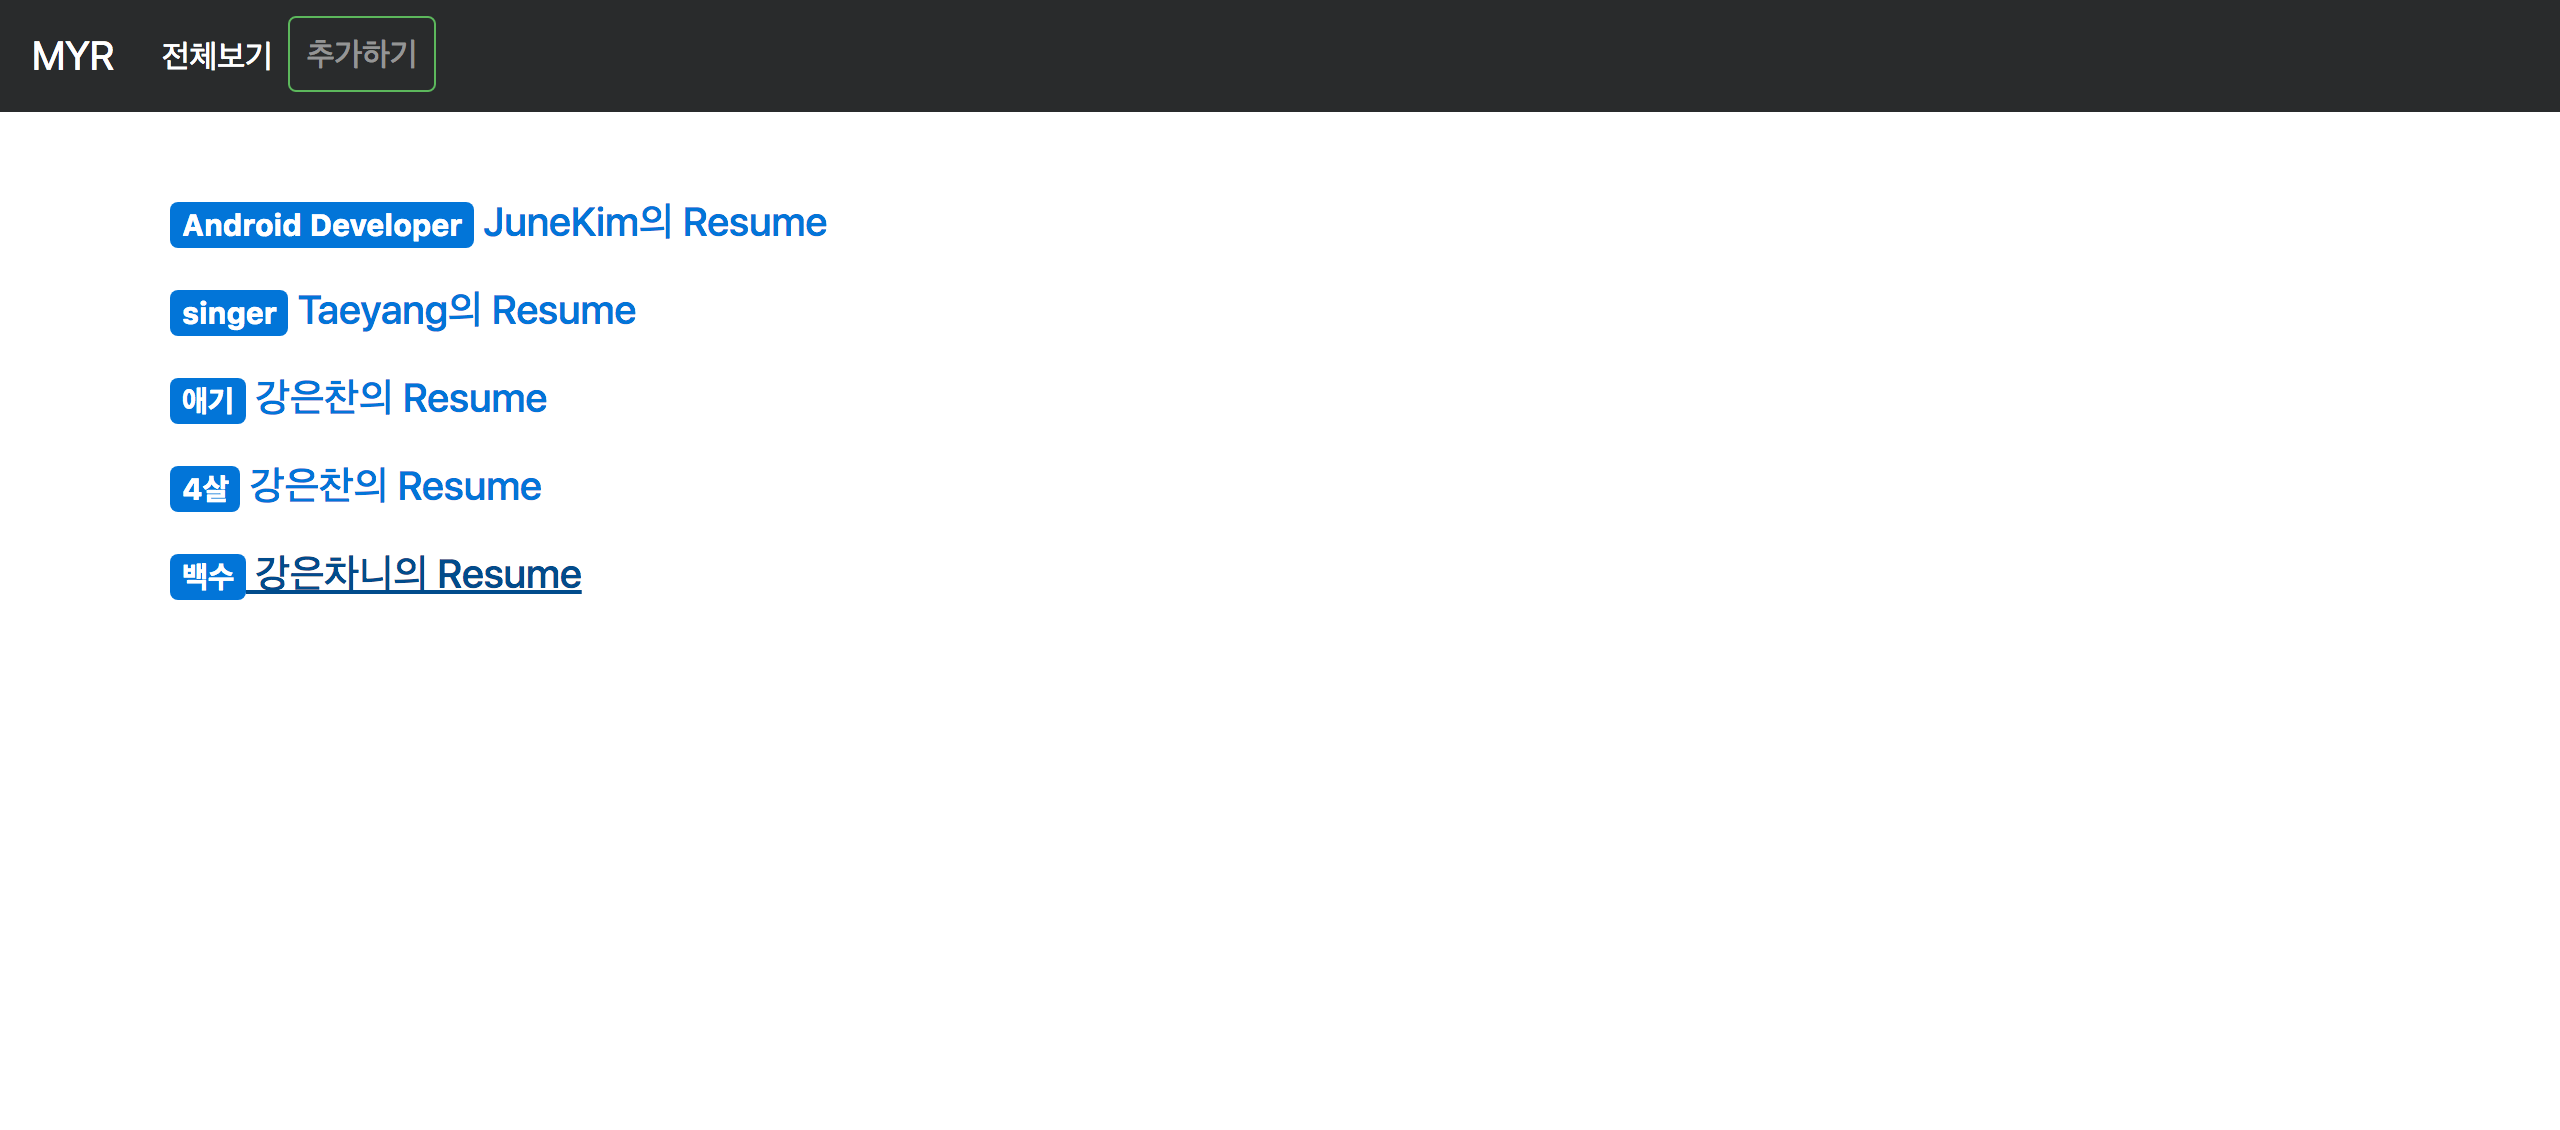 MYR 전체보기 추가하기
Android Developer JuneKim의 Resume
singer Taeyang의 Resume
애기 강은찬의 Resume
4살 강은찬의 Resume
백수 강은차니의 Resume